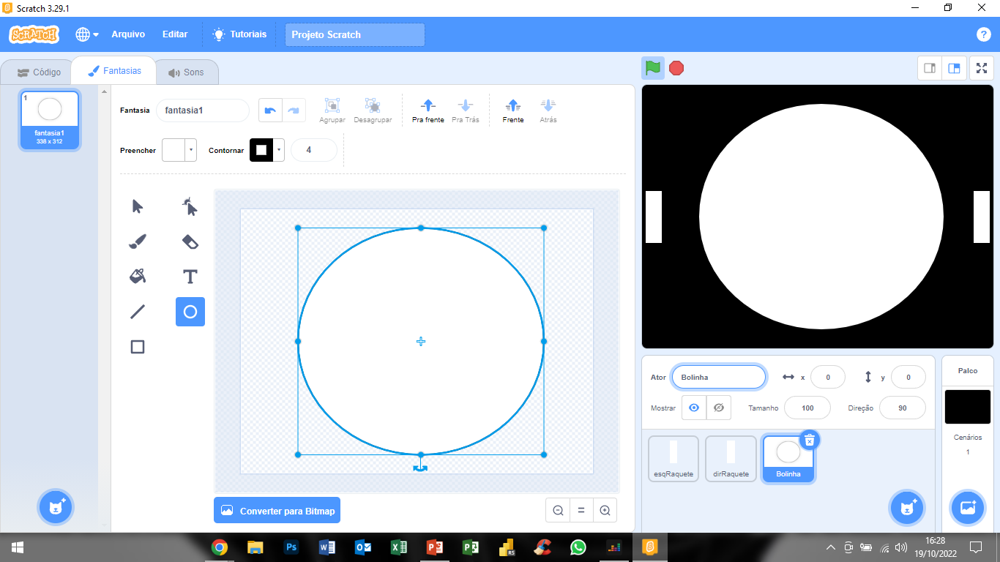 Scratch 3.29.1
SCRATCH
Arquivo
Editar
Tutoriais
Projeto Scratch
?
Código
Fantasias
Sons
1
fantasia1
338 x 312
Fantasia
fantasia1
Agrupar
Desagrupar
Pra frente
Pra Trás
Frente
Atrás
Preencher
Contornar
4
T
Converter para Bitmap
Ator
Bolinha
x
0
y
0
Mostrar
Tamanho
100
Direção
90
esqRaquete
dirRaquete
Bolinha
Palco
Cenários
1
Ps
W
O
X
P
P
RS
16:28
19/10/2022